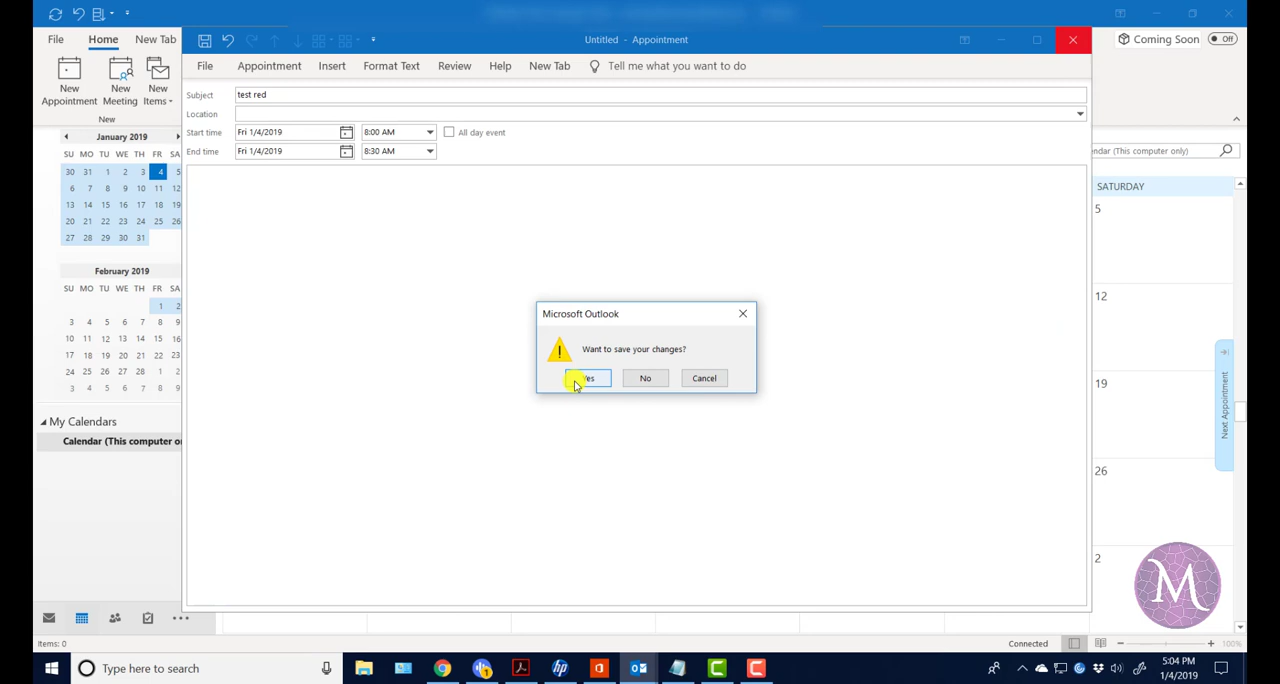 Untitled - Appointment
File Home New Tab
Coming Soon Off
File Appointment Insert Format Text Review Help New Tab Tell me what you want to do
New Appointment
New Meeting
New Items
New
Subject test red
Location
Start time Fri 1/4/2019 8:00 AM All day event
End time Fri 1/4/2019 8:30 AM
January 2019
SU MO TU WE TH FR SA
30 31 1 2 3 4 5
6 7 8 9 10 11 12
13 14 15 16 17 18 19
20 21 22 23 24 25 26
27 28 29 30 31
February 2019
SU MO TU WE TH FR SA
1 2
3 4 5 6 7 8 9
10 11 12 13 14 15 16
17 18 19 20 21 22 23
24 25 26 27 28 1 2
3 4 5 6 7 8 9
My Calendars
Calendar (This computer o
ndar (This computer only)
SATURDAY
5
12
19
26
2
Next Appointment
Microsoft Outlook
Want to save your changes?
Yes No Cancel
M
Items: 0
Connected
100%
Type here to search
5:04 PM
1/4/2019